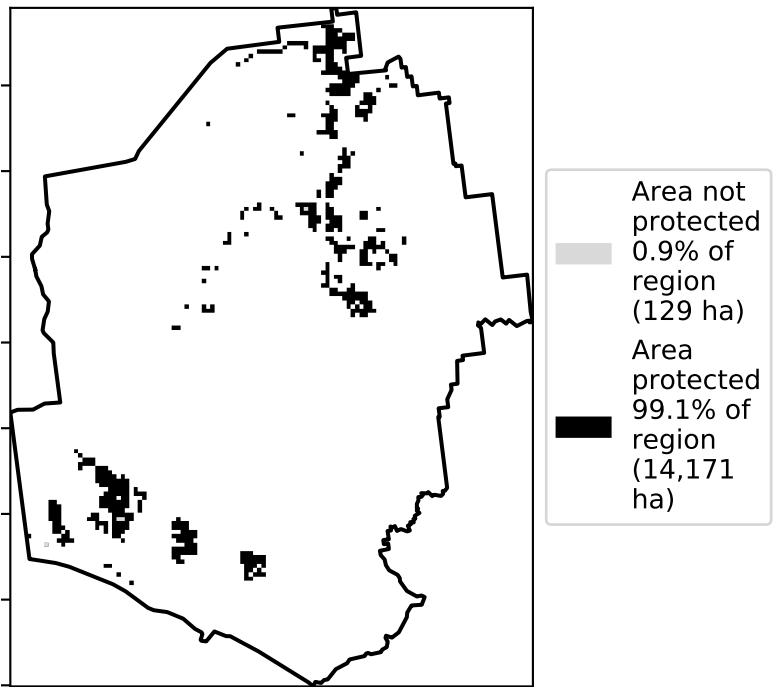 Area not
protected
0.9% of
region
(129 ha)
Area
protected
99.1% of
region
(14,171
ha)